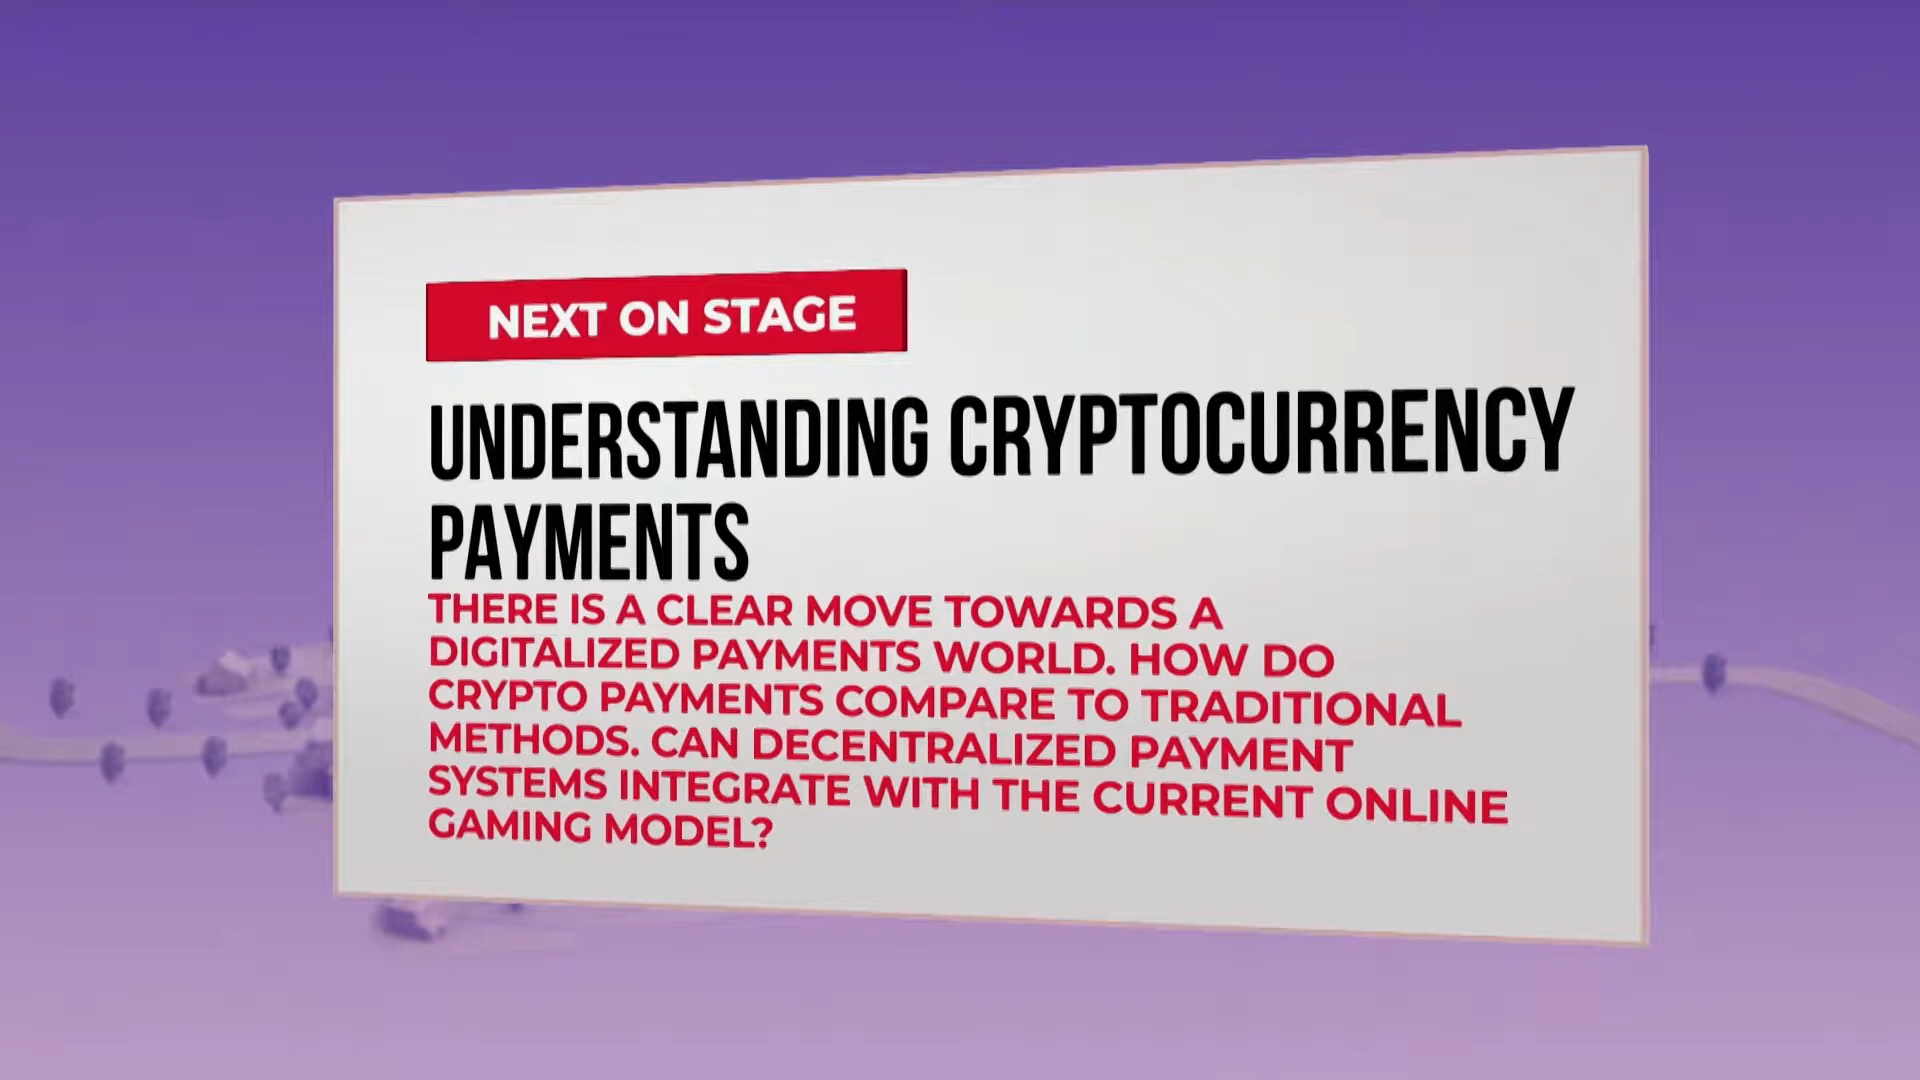 NEXT ON STAGE
UNDERSTANDING CRYPTOCURRENCY
PAYMENTS
THERE IS A CLEAR MOVE TOWARDS A
DIGITALIZED PAYMENTS WORLD. HOW DO
CRYPTO PAYMENTS COMPARE TO TRADITIONAL
METHODS. CAN DECENTRALIZED PAYMENT
SYSTEMS INTEGRATE WITH THE CURRENT ONLINE
GAMING MODEL?